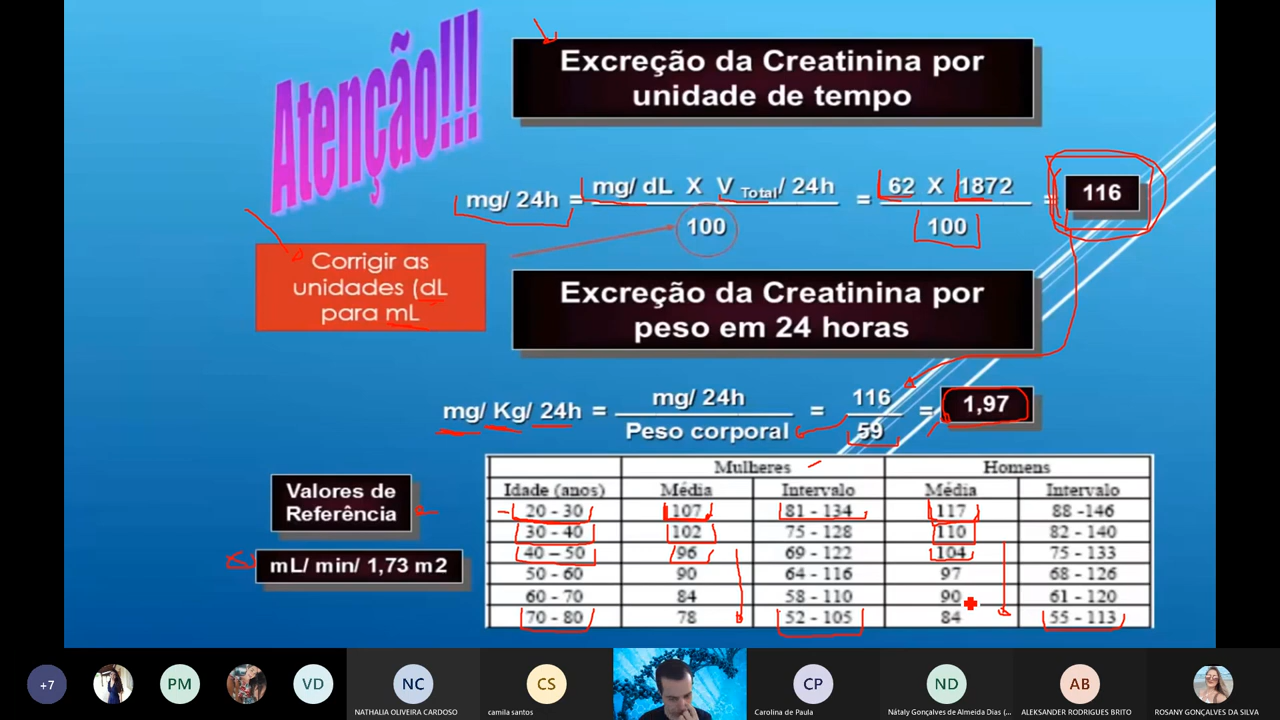 Atenção!!!
Excreção da Creatinina por
unidade de tempo
mg/ 24h = mg/ dL X V Total/ 24h = 62 X 1872 = 116
100 100
Corrigir as
unidades (dL
para mL
Excreção da Creatinina por
peso em 24 horas
mg/ Kg/ 24h = mg/ 24h = 116 = 1,97
Peso corporal 59
Valores de
Referência
mL/ min/ 1,73 m2
Mulheres Homens
Idade (anos) Média Intervalo Média Intervalo
20 - 30 107 81 - 134 117 88 -146
30 - 40 102 75 - 128 110 82 - 140
40 – 50 96 69 - 122 104 75 - 133
50 - 60 90 64 - 116 97 68 - 126
60 - 70 84 58 - 110 90 61 - 120
70 - 80 78 52 - 105 84 55 - 113
+7 PM VD NC CS CP ND AB
NATHALIA OLIVEIRA CARDOSO camila santos Carolina de Paula Nátaly Gonçalves de Almeida Dias (... ALEKSANDER RODRIGUES BRITO ROSANY GONÇALVES DA SILVA